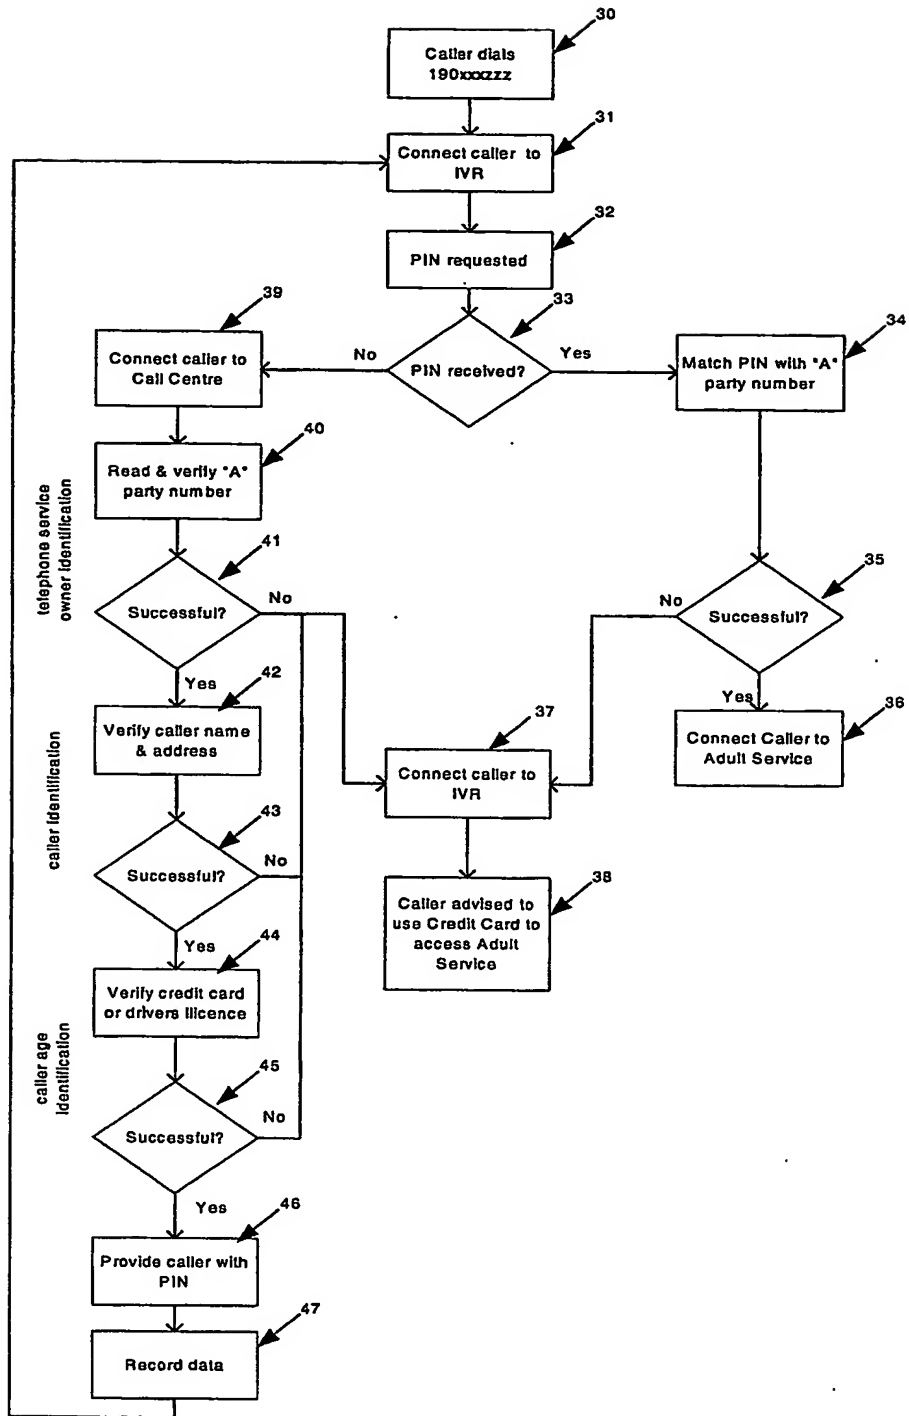 30
Caller dials
190xxxzzz
31
Connect caller to
IVR
32
PIN requested
33
PIN received?
No
Yes
34
Match PIN with "A"
party number
35
Successful?
No
Yes
36
Connect Caller to
Adult Service
37
Connect caller to
IVR
38
Caller advised to
use Credit Card to
access Adult
Service
39
Connect caller to
Call Centre
40
Read & verify "A"
party number
telephone service
owner identification
41
Successful?
No
Yes
42
Verify caller name
& address
caller identification
43
Successful?
No
Yes
44
Verify credit card
or drivers lilcence
caller age
identification
45
Successful?
No
Yes
46
Provide caller with
PIN
47
Record data